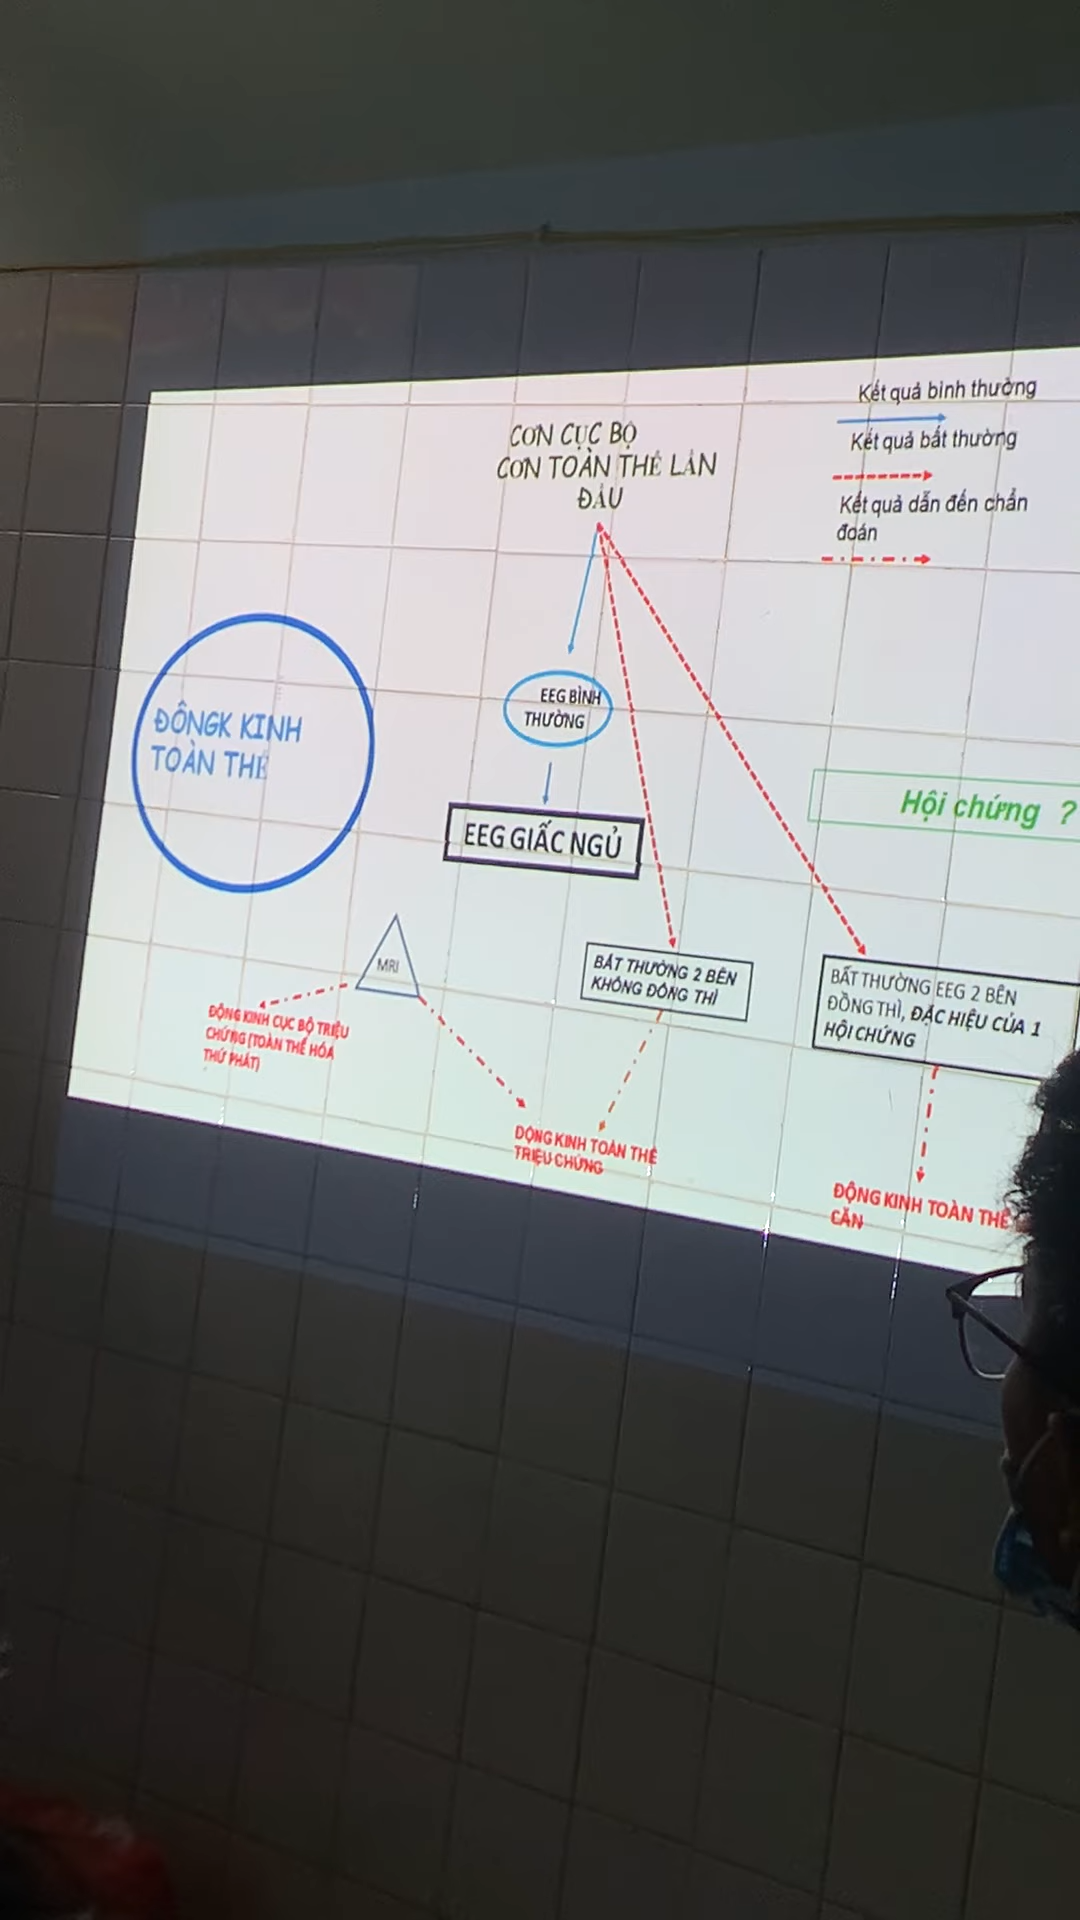 CƠN CỤC BỘ
CƠN TOÀN THỂ LẦN
ĐẦU
Kết quả bình thường
Kết quả bất thường
Kết quả dẫn đến chẩn
đoán
ĐÔNGK KINH
TOÀN THỂ
EEG BÌNH
THƯỜNG
EEG GIẤC NGỦ
Hội chứng ?
MRI
BẤT THƯỜNG 2 BÊN
KHÔNG ĐỒNG THÌ
BẤT THƯỜNG EEG 2 BÊN
ĐỒNG THÌ, ĐẶC HIỆU CỦA 1
HỘI CHỨNG
ĐỘNG KINH CỤC BỘ TRIỆU
CHỨNG (TOÀN THỂ HÓA
THỨ PHÁT)
ĐỘNG KINH TOÀN THỂ
TRIỆU CHỨNG
ĐỘNG KINH TOÀN THỂ
CĂN